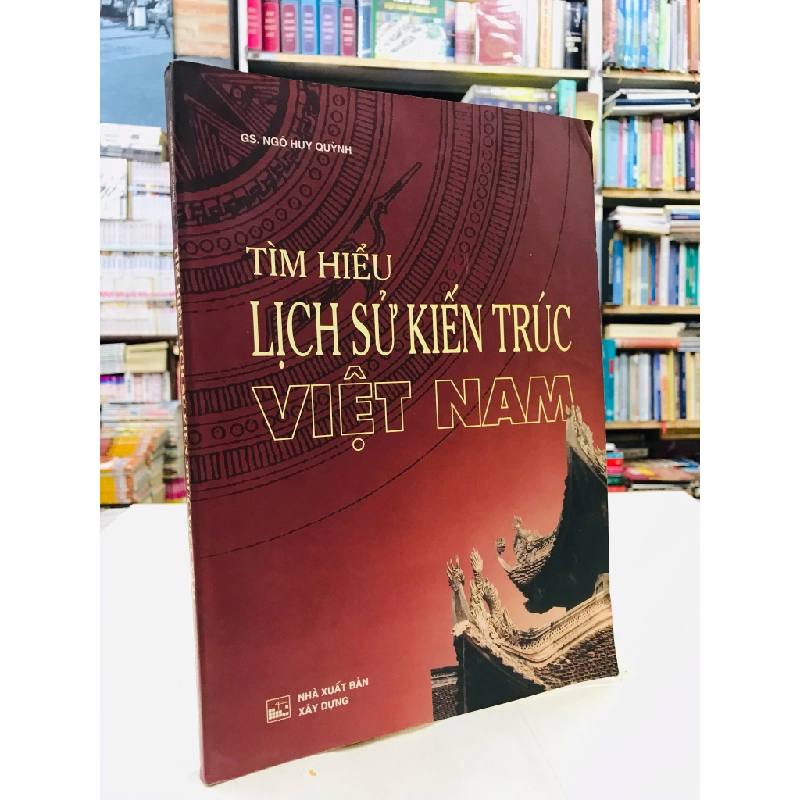 GS. NGÔ HUY QUỲNH
TÌM HIỂU
LỊCH SỬ KIẾN TRÚC
VIỆT NAM
NHÀ XUẤT BẢN
XÂY DỰNG